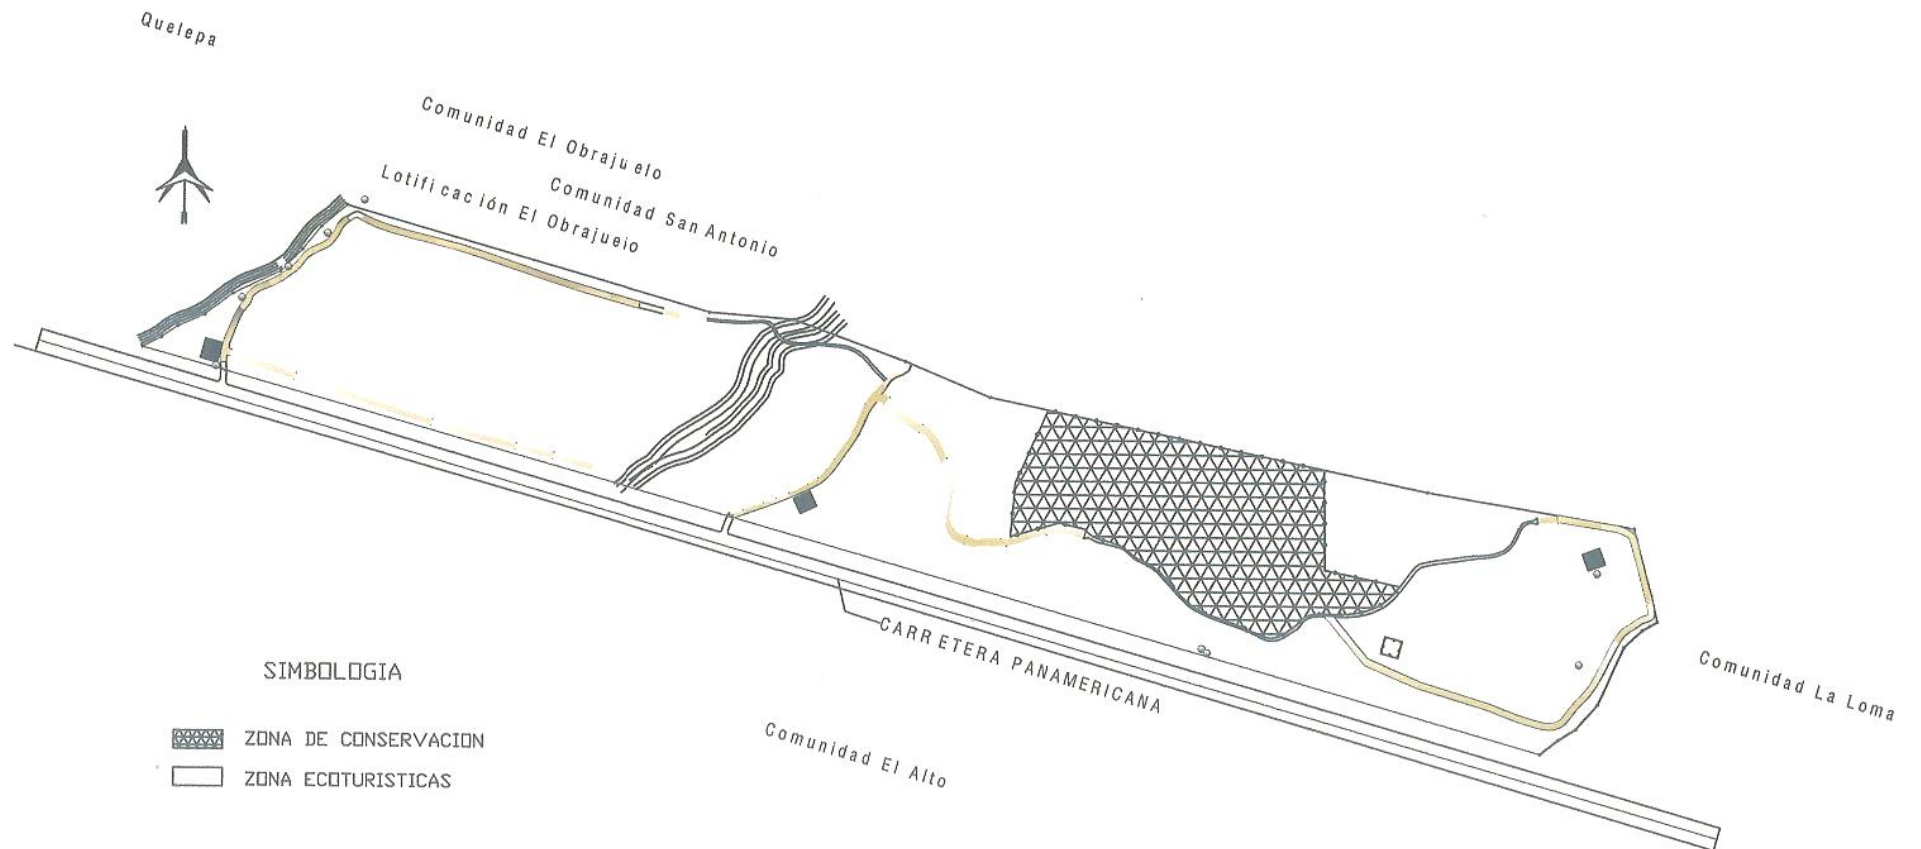 Quelepa
Comunidad El Obrajuelo
Comunidad San Antonio
Lotificación El Obrajueio
CARRETERA PANAMERICANA
Comunidad La Loma
Comunidad El Alto
SIMBOLOGIA
ZONA DE CONSERVACION
ZONA ECOTURISTICAS